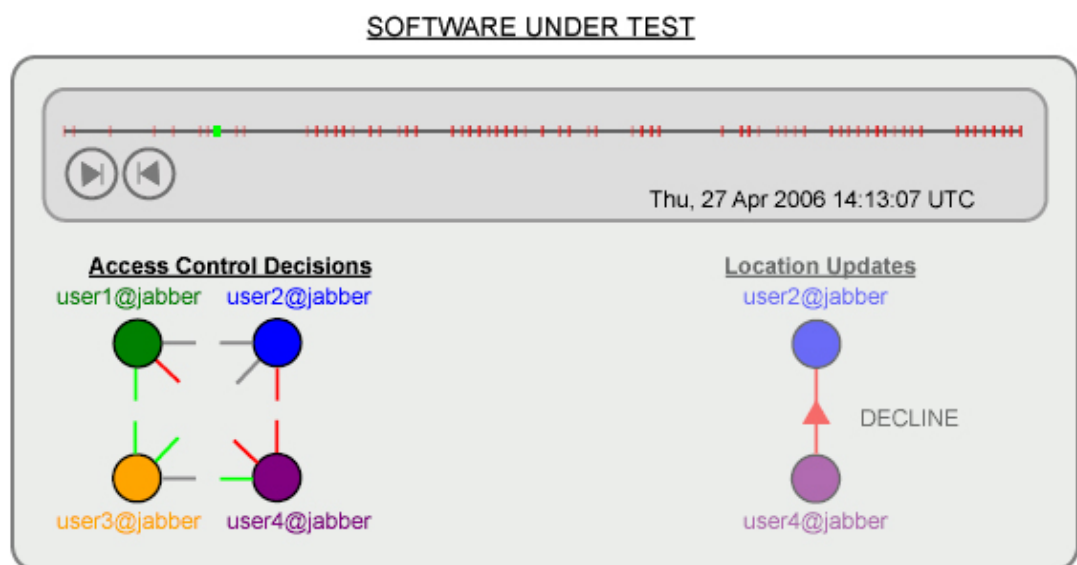 SOFTWARE UNDER TEST
Thu, 27 Apr 2006 14:13:07 UTC
Access Control Decisions
user1@jabber user2@jabber
user3@jabber user4@jabber
Location Updates
user2@jabber
DECLINE
user4@jabber